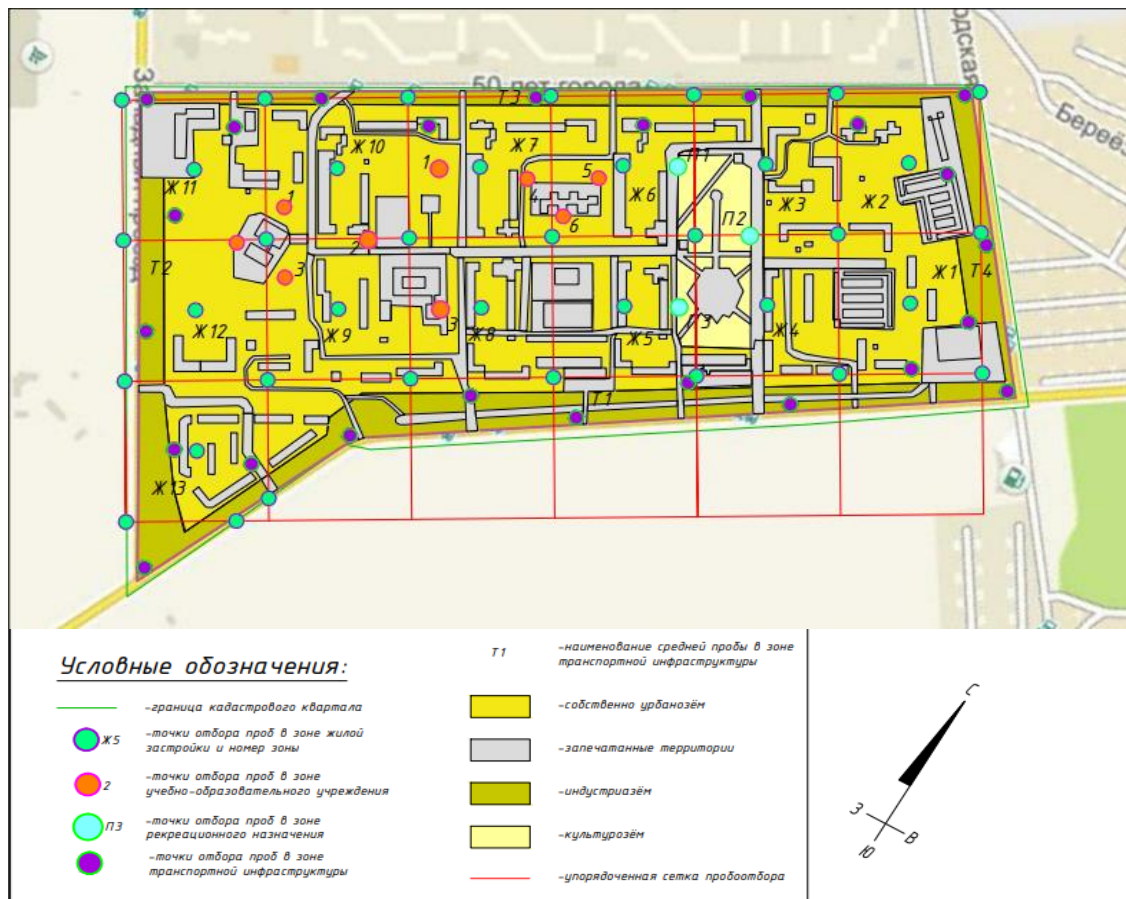 50 лет города
Т3
Ж7
Ж10
1
П1
5
Ж6
Ж11
4
Ж3
Ж2
1
6
П2
2
Т2
3
Ж1
Т4
Ж12
Ж9
3
Ж8
Ж5
П3
Ж4
Т1
Ж13
Условные обозначения:
-граница кадастрового квартала
Ж5 -точки отбора проб в зоне жилой
застройки и номер зоны
2 -точки отбора проб в зоне
учебно-образовательного учреждения
П3 -точки отбора проб в зоне
рекреационного назначения
-точки отбора проб в зоне
транспортной инфраструктуры
Т1 -наименование средней пробы в зоне
транспортной инфраструктуры
-собственно урбанозём
-запечатанные территории
-индустриазём
-культурозём
-упорядоченная сетка пробоотбора
С
З
В
Ю